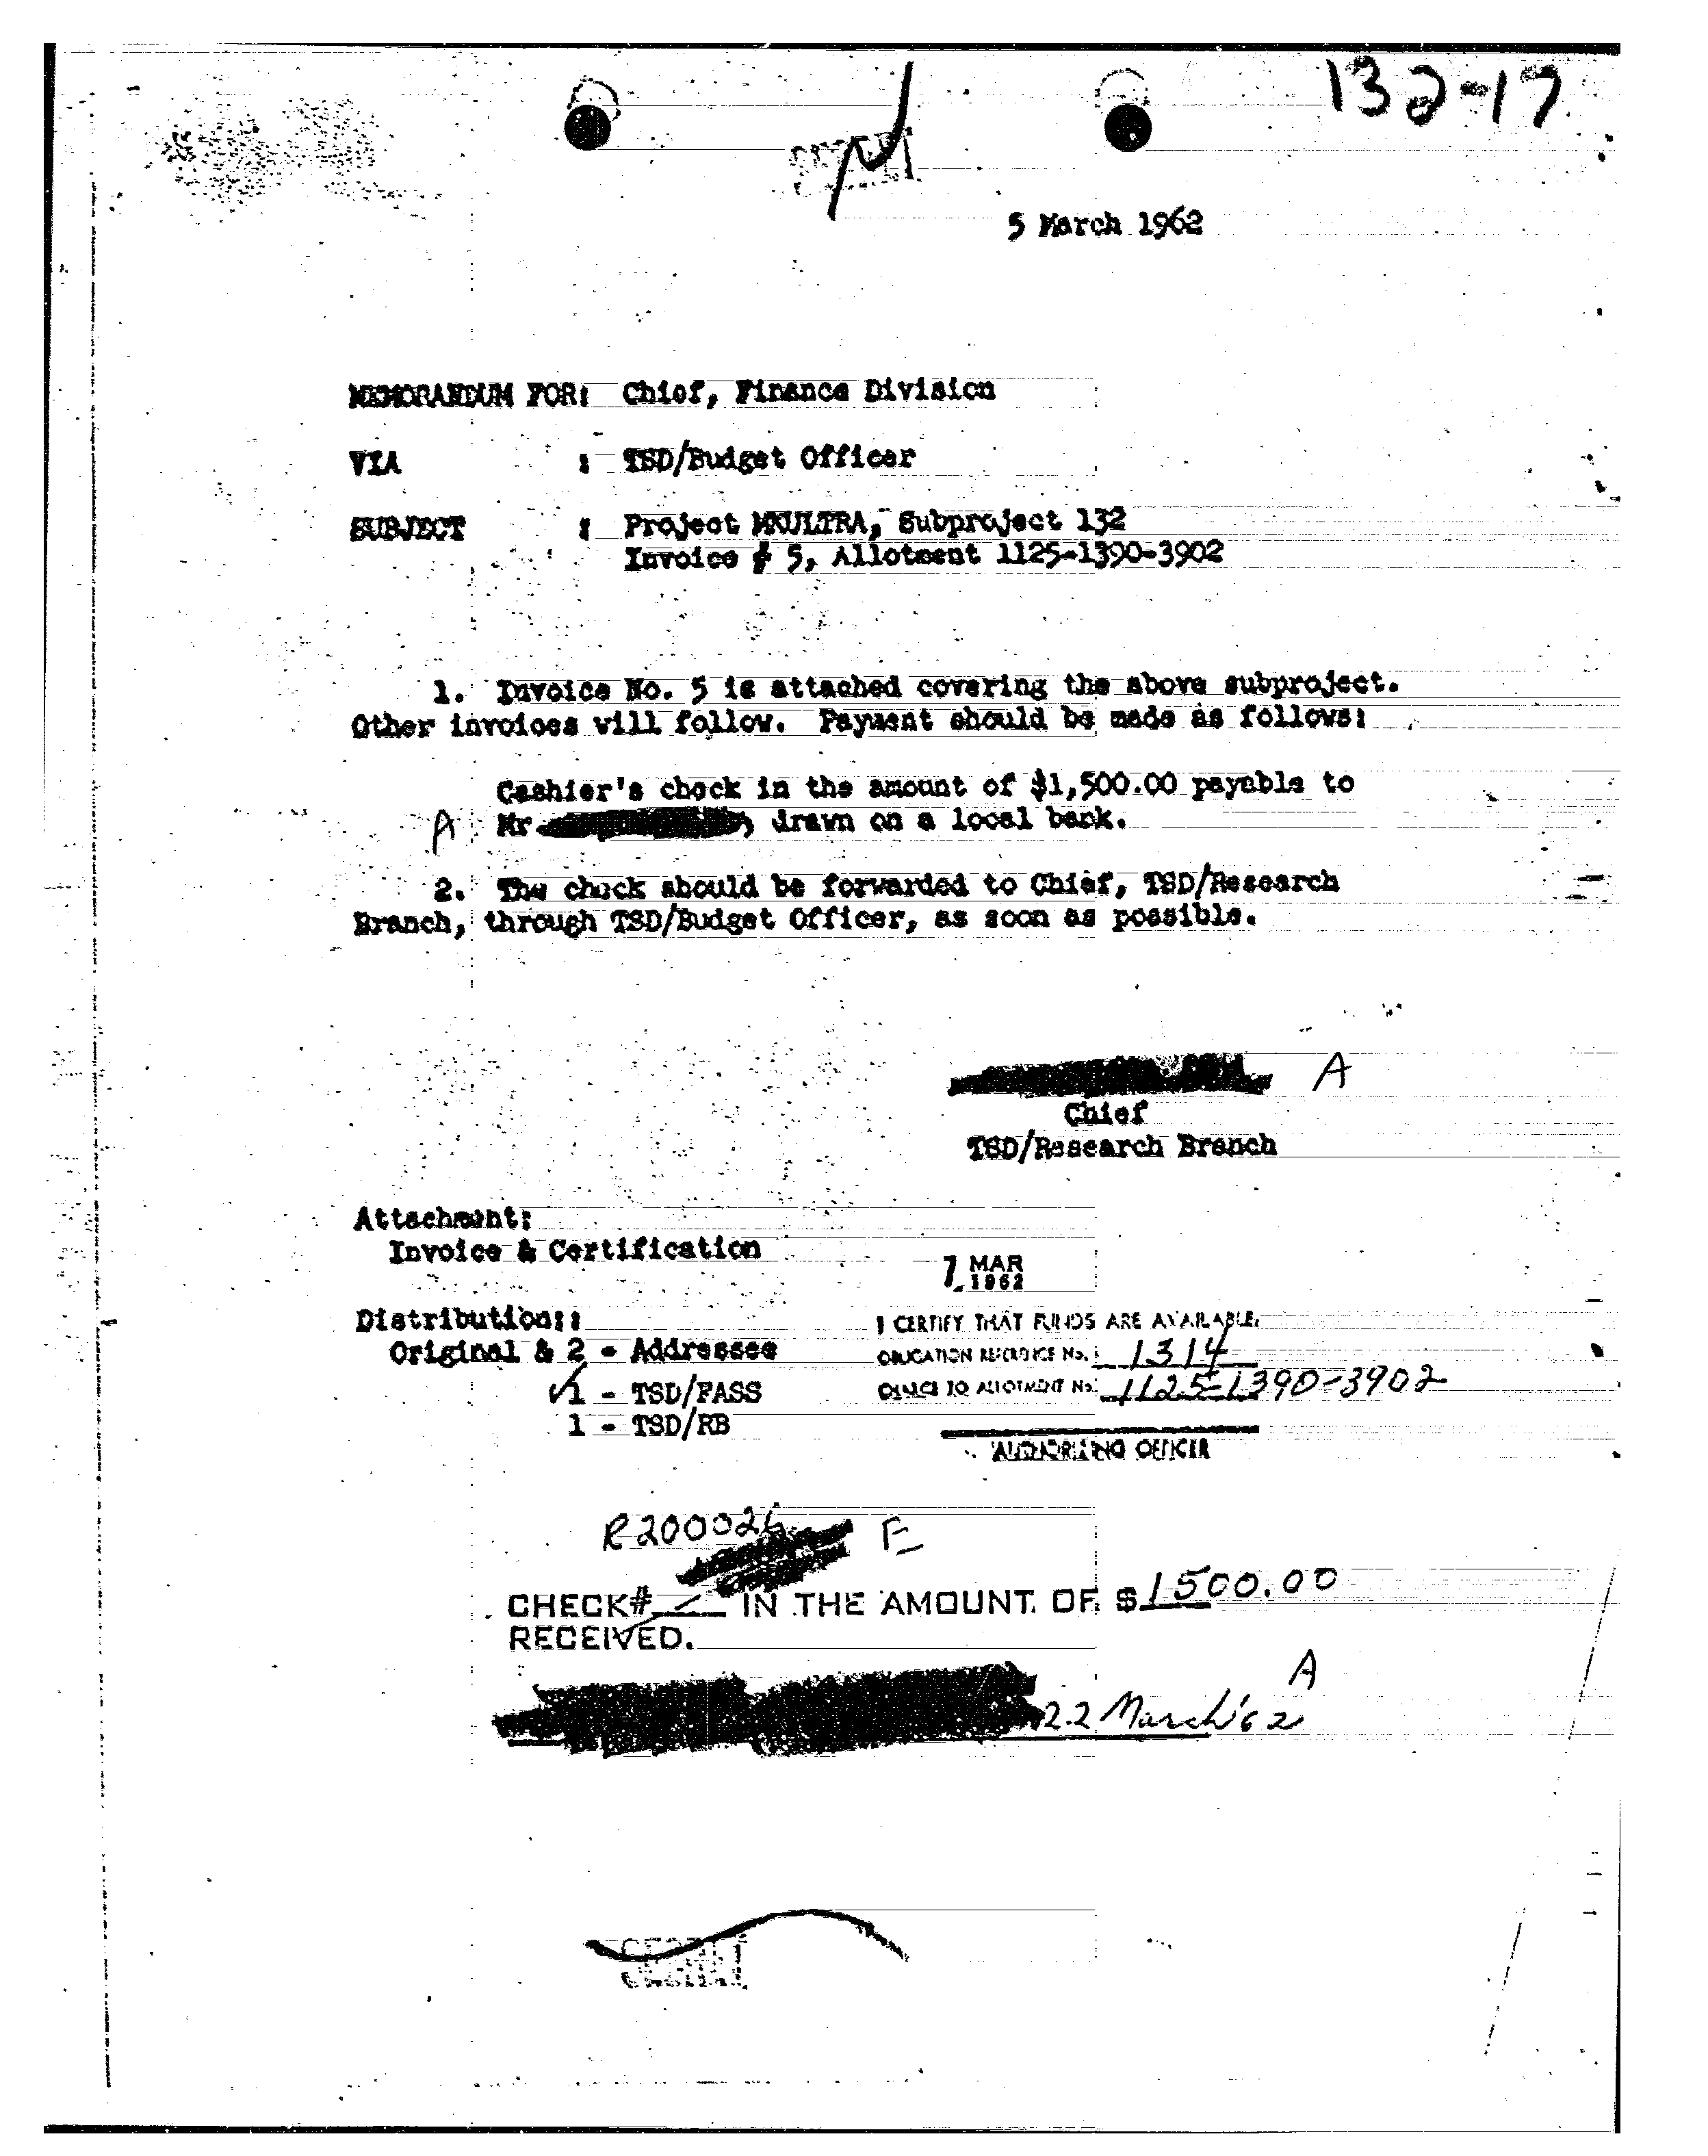 132-17
5 March 1962
MEMORANDUM FOR: Chief, Finance Division
VIA : TSD/Budget Officer
SUBJECT : Project MKULTRA, Subproject 132
Invoice # 5, Allotment 1125-1390-3902
1. Invoice No. 5 is attached covering the above subproject.
Other invoices will follow. Payment should be made as follows:
Cashier's check in the amount of $1,500.00 payable to
A Mr drawn on a local bank.
2. The check should be forwarded to Chief, TSD/Research
Branch, through TSD/Budget Officer, as soon as possible.
A
Chief
TSD/Research Branch
Attachment:
Invoice & Certification
7 MAR
1962
Distribution::
I CERTIFY THAT FUNDS ARE AVAILABLE.
Original & 2 - Addressee
OBLIGATION REFERENCE No. 1314
1 - TSD/FASS
CHARGE TO ALLOTMENT No. 1125-1390-3902
1 - TSD/RB
AUTHORIZING OFFICER
R200026 E
CHECK# IN THE AMOUNT OF $ 1500.00
RECEIVED.
A
22 March '62
SECRET